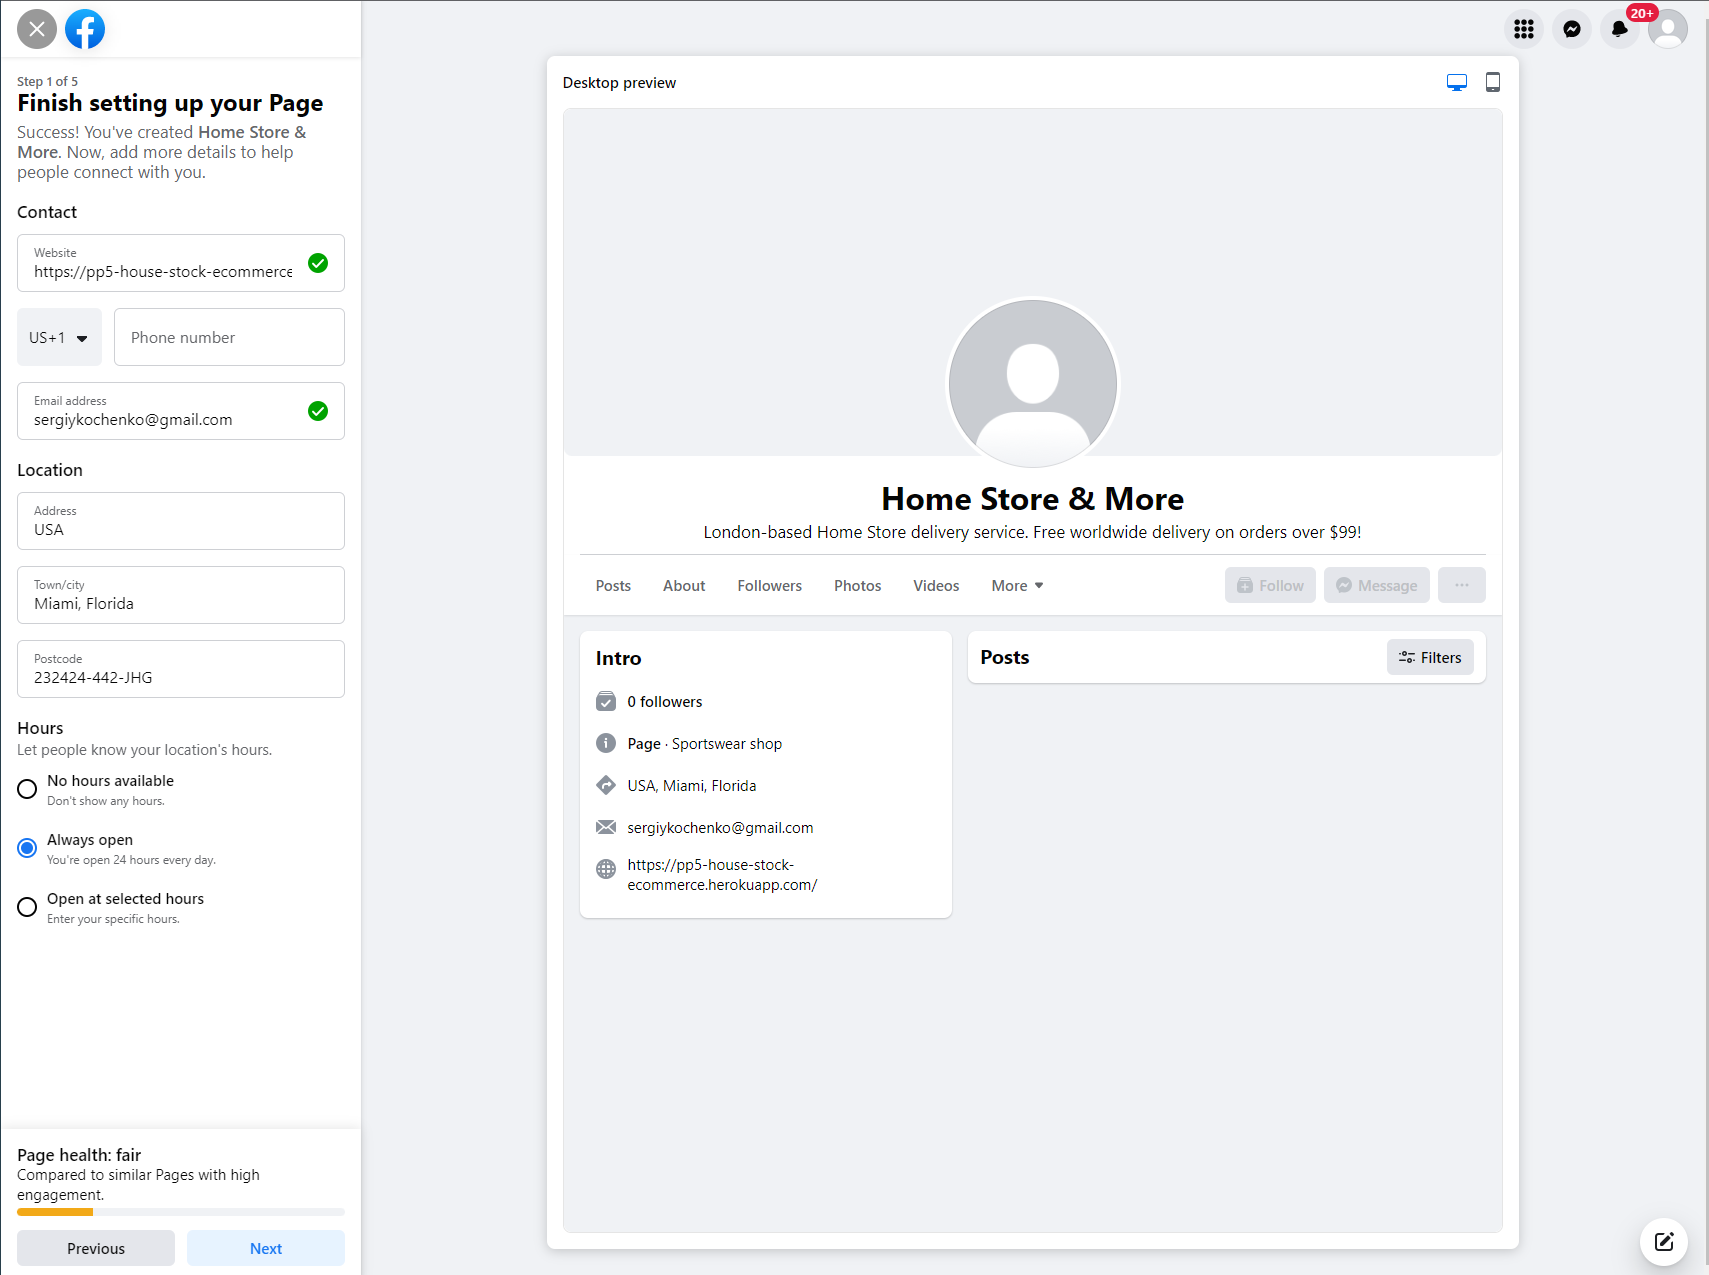 Step 1 of 5
Finish setting up your Page
Success! You've created Home Store &
More. Now, add more details to help
people connect with you.
Contact
Website
https://pp5-house-stock-ecommerce
US+1
Phone number
Email address
sergiykochenko@gmail.com
Location
Address
USA
Town/city
Miami, Florida
Postcode
232424-442-JHG
Hours
Let people know your location's hours.
No hours available
Don't show any hours.
Always open
You're open 24 hours every day.
Open at selected hours
Enter your specific hours.
Page health: fair
Compared to similar Pages with high
engagement.
Previous
Next
20+
Desktop preview
Home Store & More
London-based Home Store delivery service. Free worldwide delivery on orders over $99!
Posts
About
Followers
Photos
Videos
More
Follow
Message
Intro
0 followers
Page · Sportswear shop
USA, Miami, Florida
sergiykochenko@gmail.com
https://pp5-house-stock-
ecommerce.herokuapp.com/
Posts
Filters